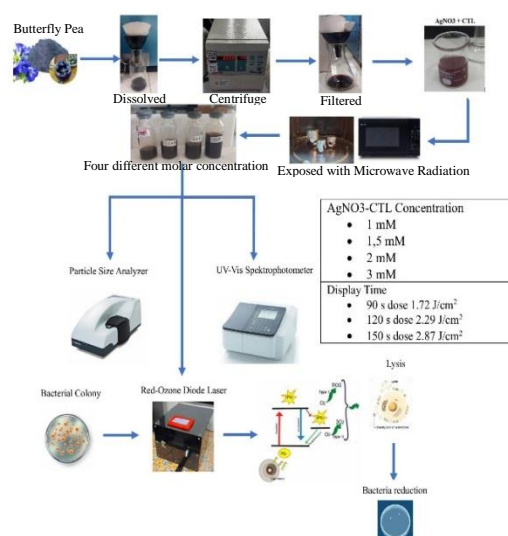 Butterfly Pea
AgNO3 + CTL
Dissolved
Centrifuge
Filtered
Four different molar concentration
Exposed with Microwave Radiation
AgNO3-CTL Concentration
• 1 mM
• 1,5 mM
• 2 mM
• 3 mM
Display Time
• 90 s dose 1.72 J/cm²
• 120 s dose 2.29 J/cm²
• 150 s dose 2.87 J/cm²
Particle Size Analyzer
UV-Vis Spektrophotometer
Bacterial Colony
Red-Ozone Diode Laser
Lysis
Bacteria reduction